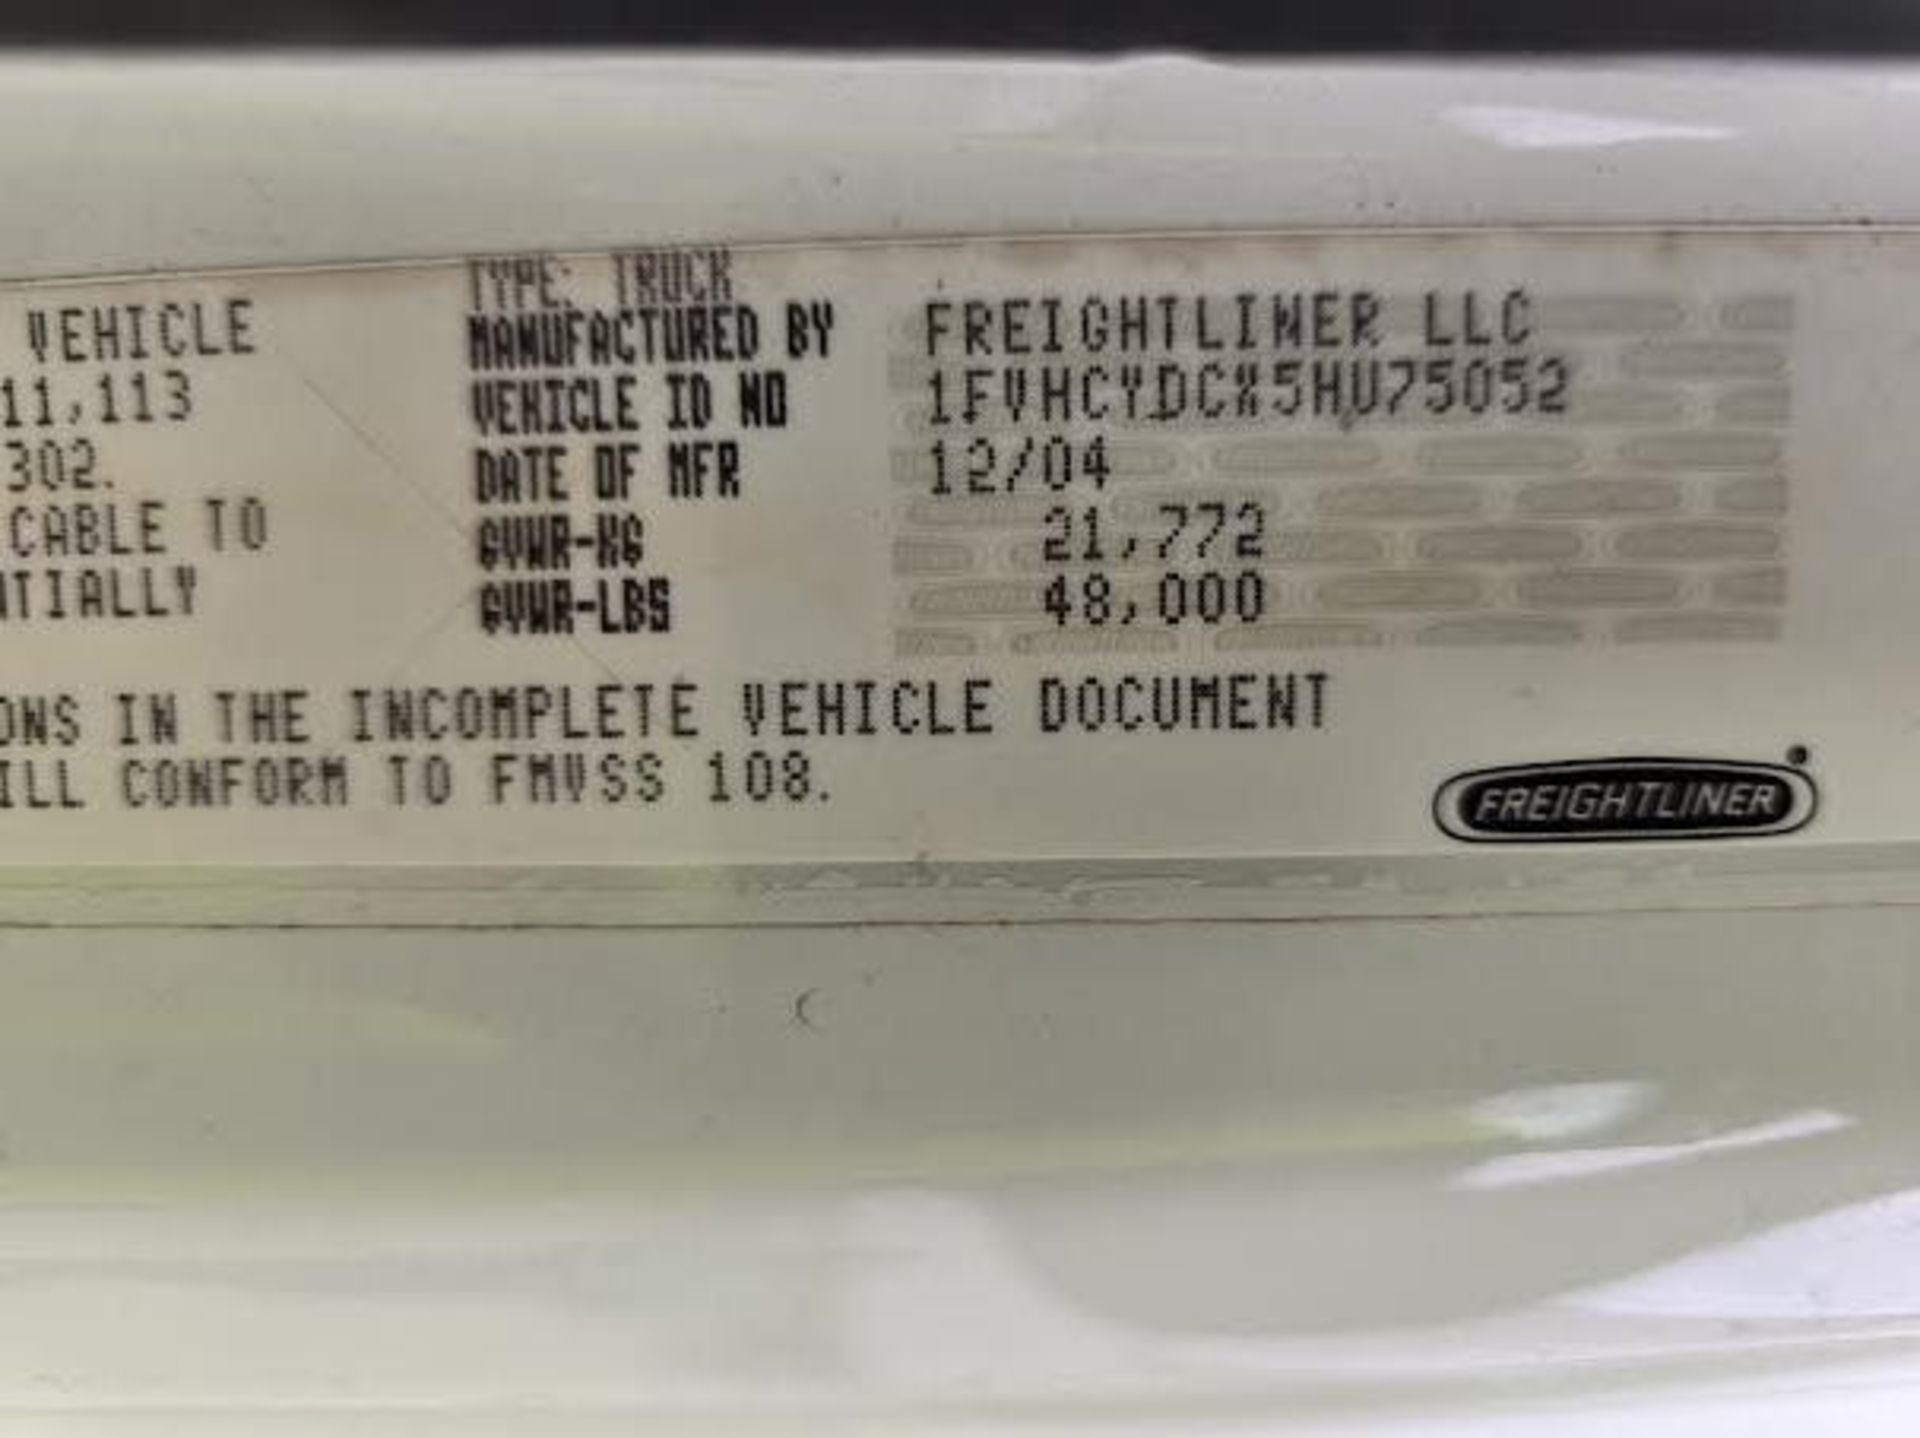 TYPE: TRUCK
VEHICLE MANUFACTURED BY FREIGHTLINER LLC
11,113 VEHICLE ID NO 1FVHCYDCX5HU75052
302. DATE OF MFR 12/04
CABLE TO GVWR-KG 21,772
NTIALLY GVWR-LBS 48,000
ONS IN THE INCOMPLETE VEHICLE DOCUMENT
ILL CONFORM TO FMVSS 108.
FREIGHTLINER